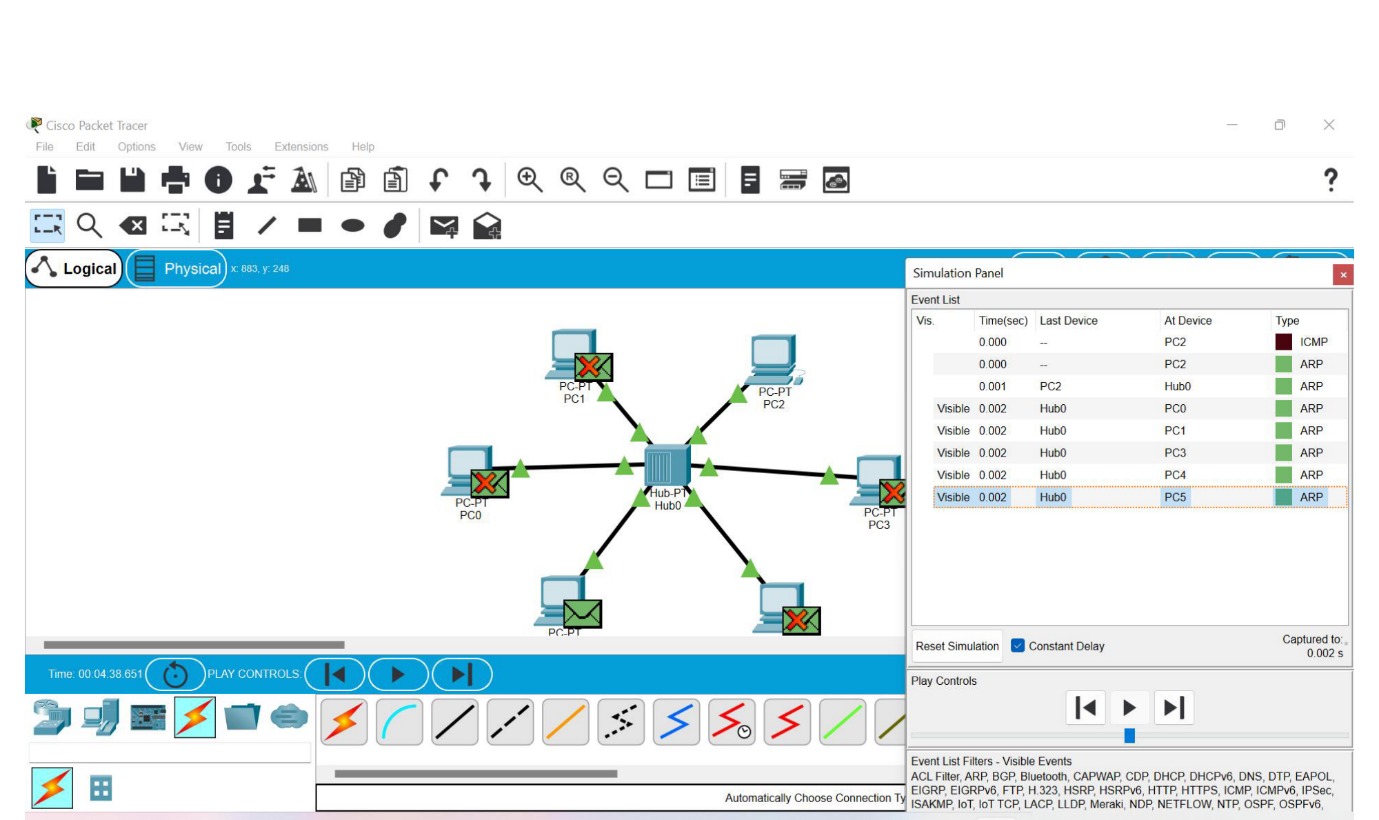 Cisco Packet Tracer
File Edit Options View Tools Extensions Help
Logical Physical x: 883, y: 248
Simulation Panel
Event List
Vis. Time(sec) Last Device At Device Type
0.000 -- PC2 ICMP
0.000 -- PC2 ARP
0.001 PC2 Hub0 ARP
Visible 0.002 Hub0 PC0 ARP
Visible 0.002 Hub0 PC1 ARP
Visible 0.002 Hub0 PC3 ARP
Visible 0.002 Hub0 PC4 ARP
Visible 0.002 Hub0 PC5 ARP
PC-PT
PC1
PC-PT
PC2
PC-PT
PC0
Hub-PT
Hub0
PC-PT
PC3
PC-PT
Reset Simulation Constant Delay Captured to:
0.002 s
Time: 00:04:38.651 PLAY CONTROLS:
Play Controls
Event List Filters - Visible Events
ACL Filter, ARP, BGP, Bluetooth, CAPWAP, CDP, DHCP, DHCPv6, DNS, DTP, EAPOL,
EIGRP, EIGRPv6, FTP, H.323, HSRP, HSRPv6, HTTP, HTTPS, ICMP, ICMPv6, IPSec,
ISAKMP, IoT, IoT TCP, LACP, LLDP, Meraki, NDP, NETFLOW, NTP, OSPF, OSPFv6,
Automatically Choose Connection Ty